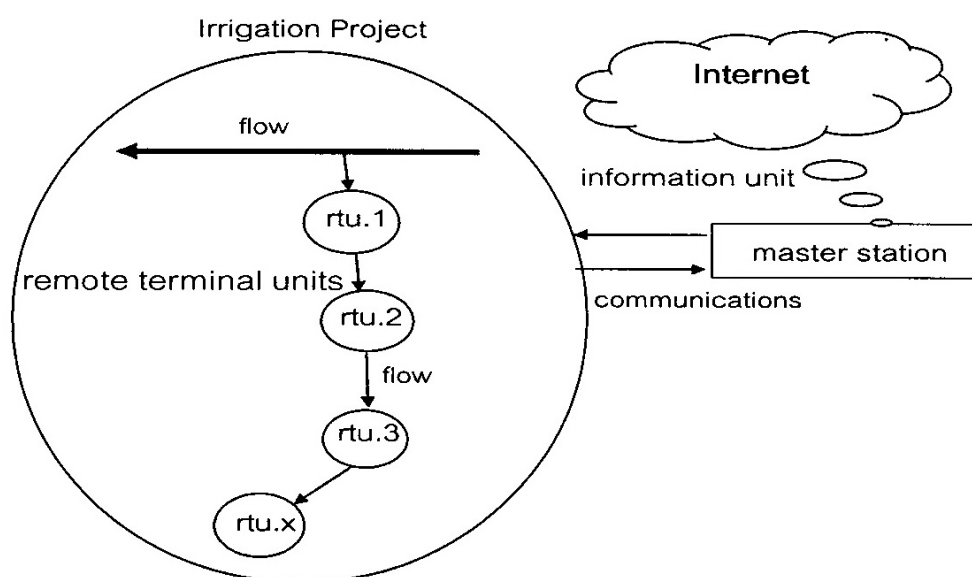 Irrigation Project
Internet
flow
information unit
rtu.1
master station
remote terminal units
communications
rtu.2
flow
rtu.3
rtu.x